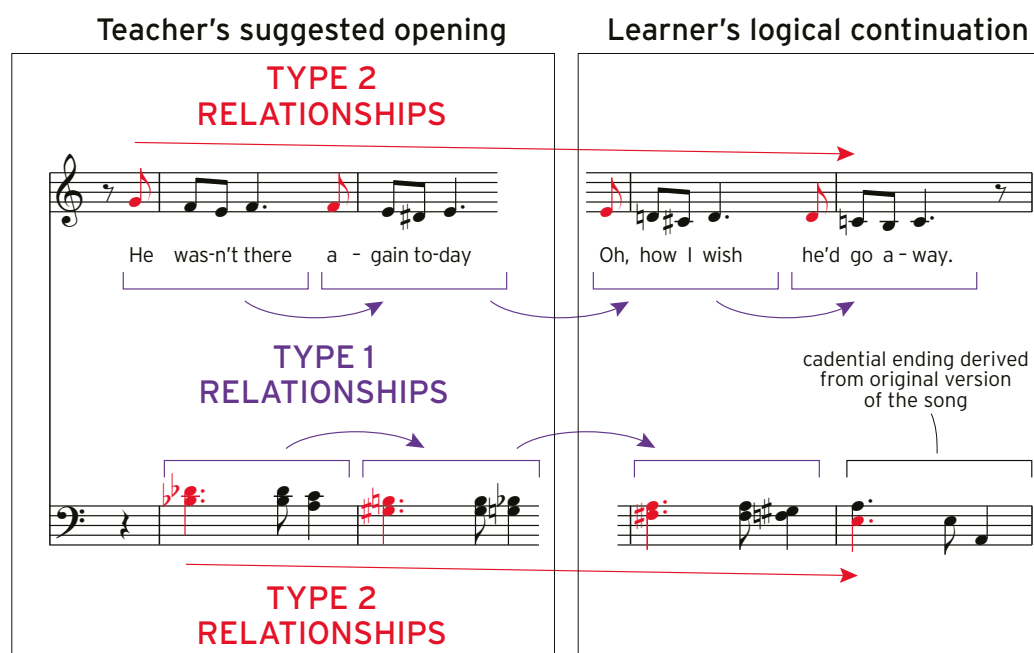 Teacher’s suggested opening
Learner’s logical continuation
TYPE 2
RELATIONSHIPS
He was-n’t there a - gain to-day
Oh, how I wish he’d go a - way.
TYPE 1
RELATIONSHIPS
cadential ending derived
from original version
of the song
TYPE 2
RELATIONSHIPS